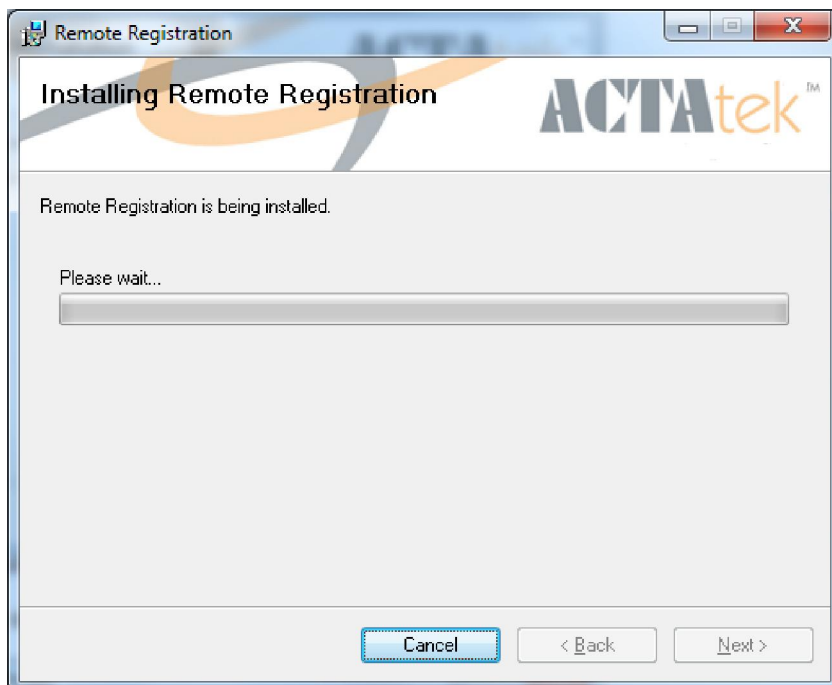 Remote Registration
Installing Remote Registration
ACTAtek™
Remote Registration is being installed.
Please wait...
Cancel
< Back
Next >